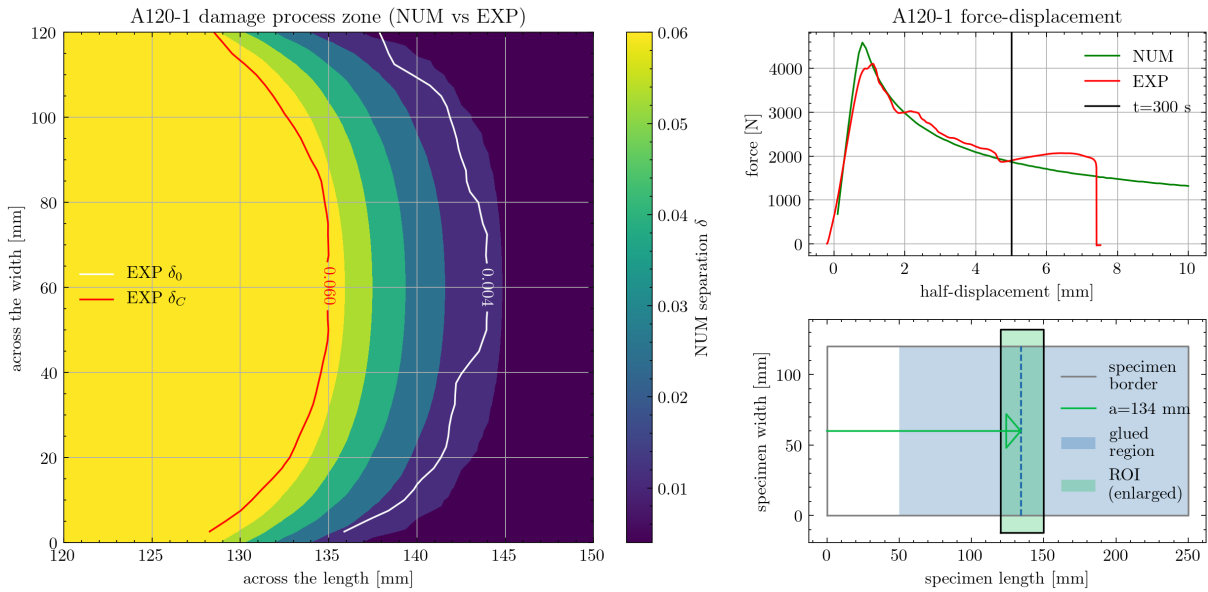 A120-1 damage process zone (NUM vs EXP)
120
100
80
60
40
20
0
across the width [mm]
EXP δ0
EXP δC
0.060
0.004
120
125
130
135
140
145
150
across the length [mm]
0.06
0.05
0.04
0.03
0.02
0.01
NUM separation δ
A120-1 force-displacement
4000
3000
2000
1000
0
force [N]
NUM
EXP
t=300 s
0
2
4
6
8
10
half-displacement [mm]
100
50
0
specimen width [mm]
specimen
border
a=134 mm
glued
region
ROI
(enlarged)
0
50
100
150
200
250
specimen length [mm]